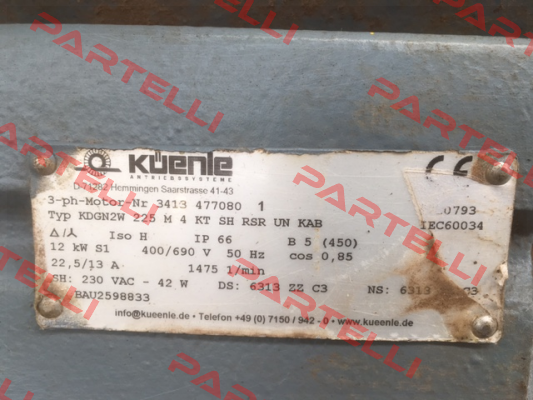 PARTELLI
KÜENLE
ANTRIEBSSYSTEME
D-71282 Hemmingen Saarstrasse 41-43
CE
3-ph-Motor-Nr 3413 477080 1 0793
Typ KDGN2W 225 M 4 KT SH RSR UN KAB IEC60034
Δ/⅄ Iso H IP 66 B 5 (450)
12 kW S1 400/690 V 50 Hz cos 0,85
22,5/13 A 1475 1/min
SH: 230 VAC - 42 W DS: 6313 ZZ C3 NS: 6313 C3
BAU2598833
info@kueenle.de • Telefon +49 (0) 7150 / 942 - 0 • www.kueenle.de